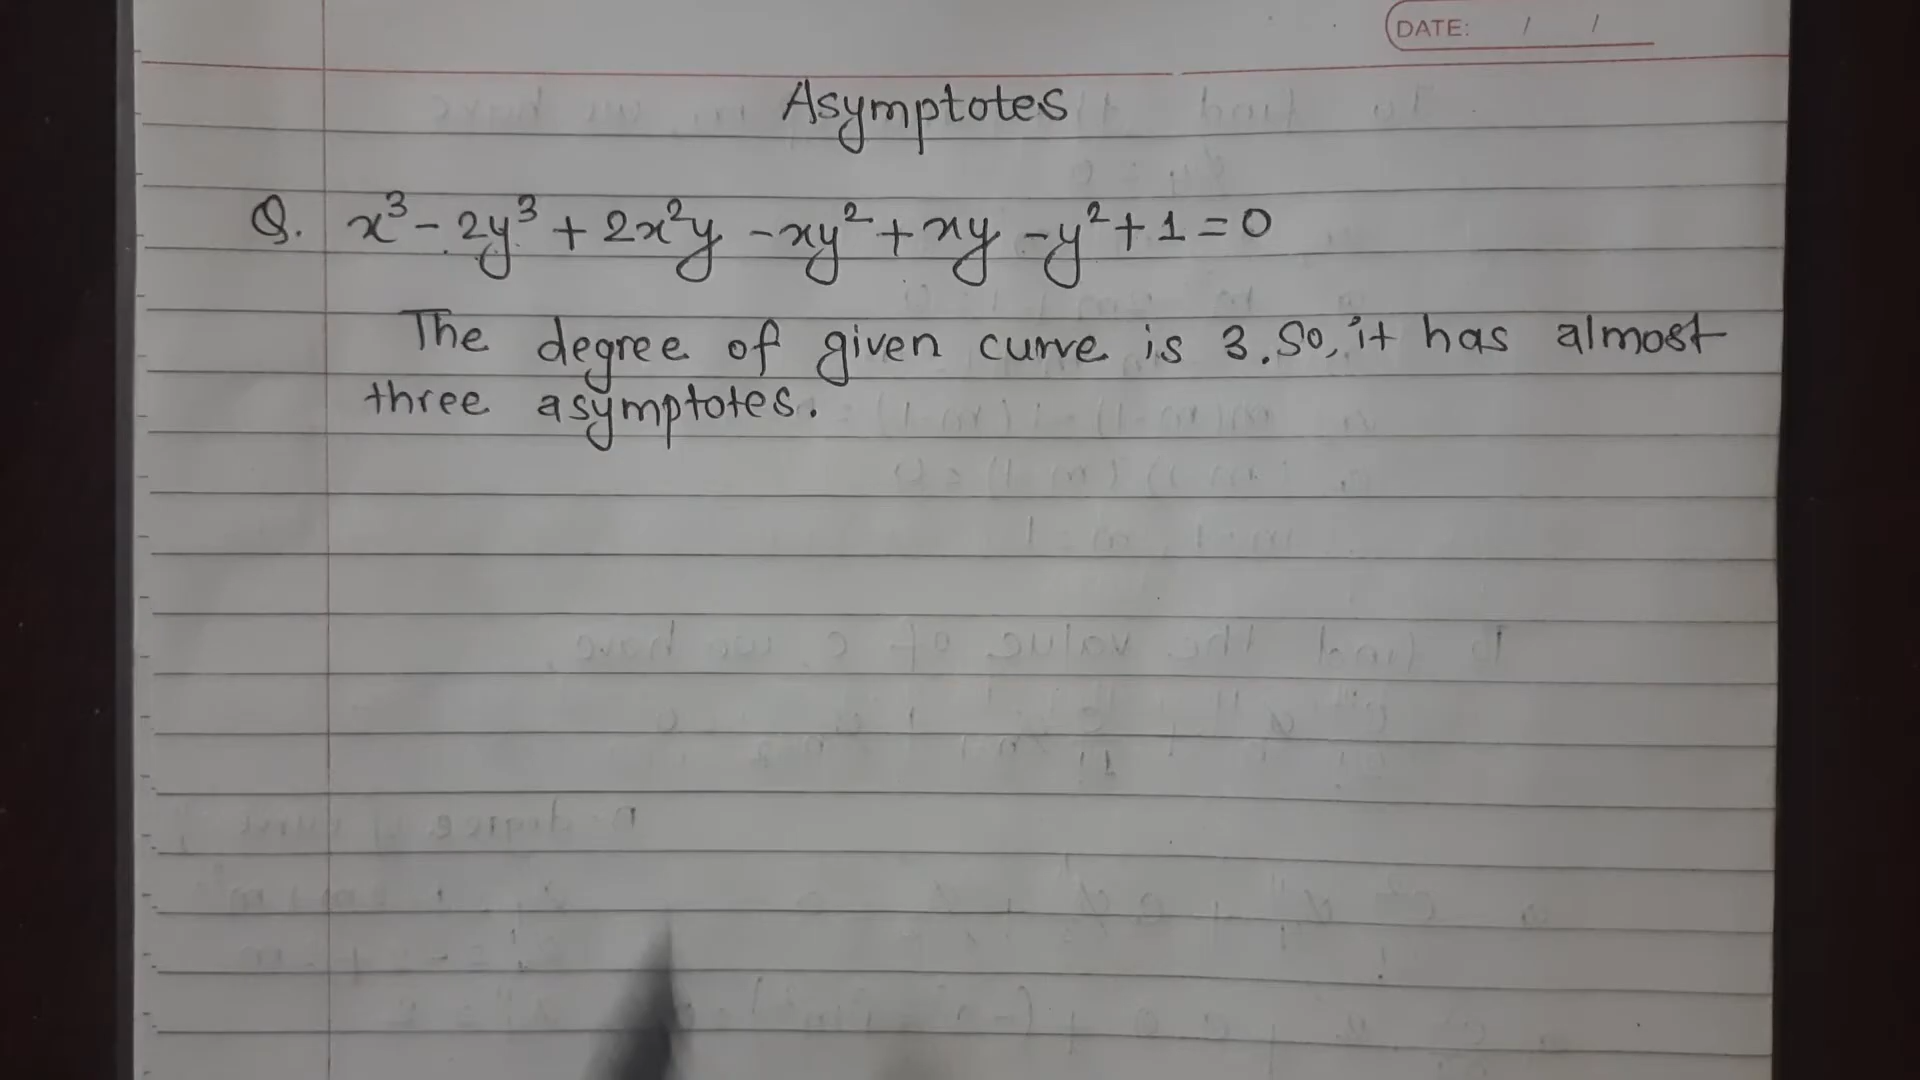 DATE: / /
Asymptotes
Q. x³ - 2y³ + 2x²y - xy² + xy - y² + 1 = 0
The degree of given curve is 3. So, it has almost
three asymptotes.